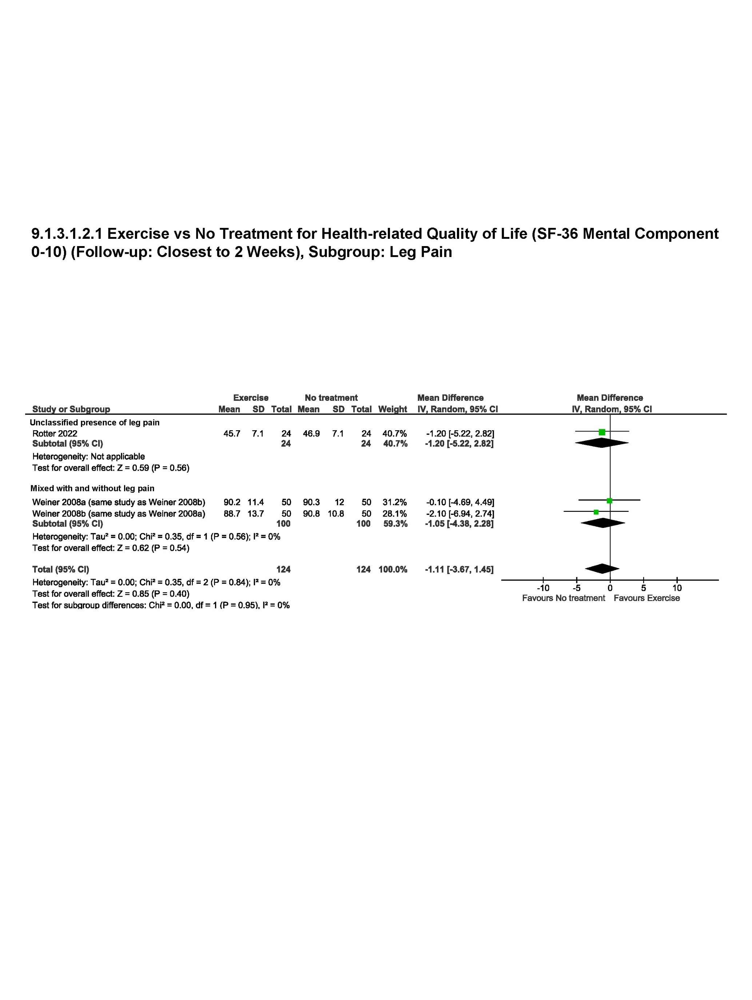 9.1.3.1.2.1 Exercise vs No Treatment for Health-related Quality of Life (SF-36 Mental Component
0-10) (Follow-up: Closest to 2 Weeks), Subgroup: Leg Pain
Exercise No treatment Mean Difference Mean Difference
Study or Subgroup Mean SD Total Mean SD Total Weight IV, Random, 95% CI IV, Random, 95% CI
Unclassified presence of leg pain
Rotter 2022 45.7 7.1 24 46.9 7.1 24 40.7% -1.20 [-5.22, 2.82]
Subtotal (95% CI) 24 24 40.7% -1.20 [-5.22, 2.82]
Heterogeneity: Not applicable
Test for overall effect: Z = 0.59 (P = 0.56)
Mixed with and without leg pain
Weiner 2008a (same study as Weiner 2008b) 90.2 11.4 50 90.3 12 50 31.2% -0.10 [-4.69, 4.49]
Weiner 2008b (same study as Weiner 2008a) 88.7 13.7 50 90.8 10.8 50 28.1% -2.10 [-6.94, 2.74]
Subtotal (95% CI) 100 100 59.3% -1.05 [-4.38, 2.28]
Heterogeneity: Tau² = 0.00; Chi² = 0.35, df = 1 (P = 0.56); I² = 0%
Test for overall effect: Z = 0.62 (P = 0.54)
Total (95% CI) 124 124 100.0% -1.11 [-3.67, 1.45]
Heterogeneity: Tau² = 0.00; Chi² = 0.35, df = 2 (P = 0.84); I² = 0%
Test for overall effect: Z = 0.85 (P = 0.40)
Test for subgroup differences: Chi² = 0.00, df = 1 (P = 0.95), I² = 0%
-10 -5 0 5 10
Favours No treatment Favours Exercise